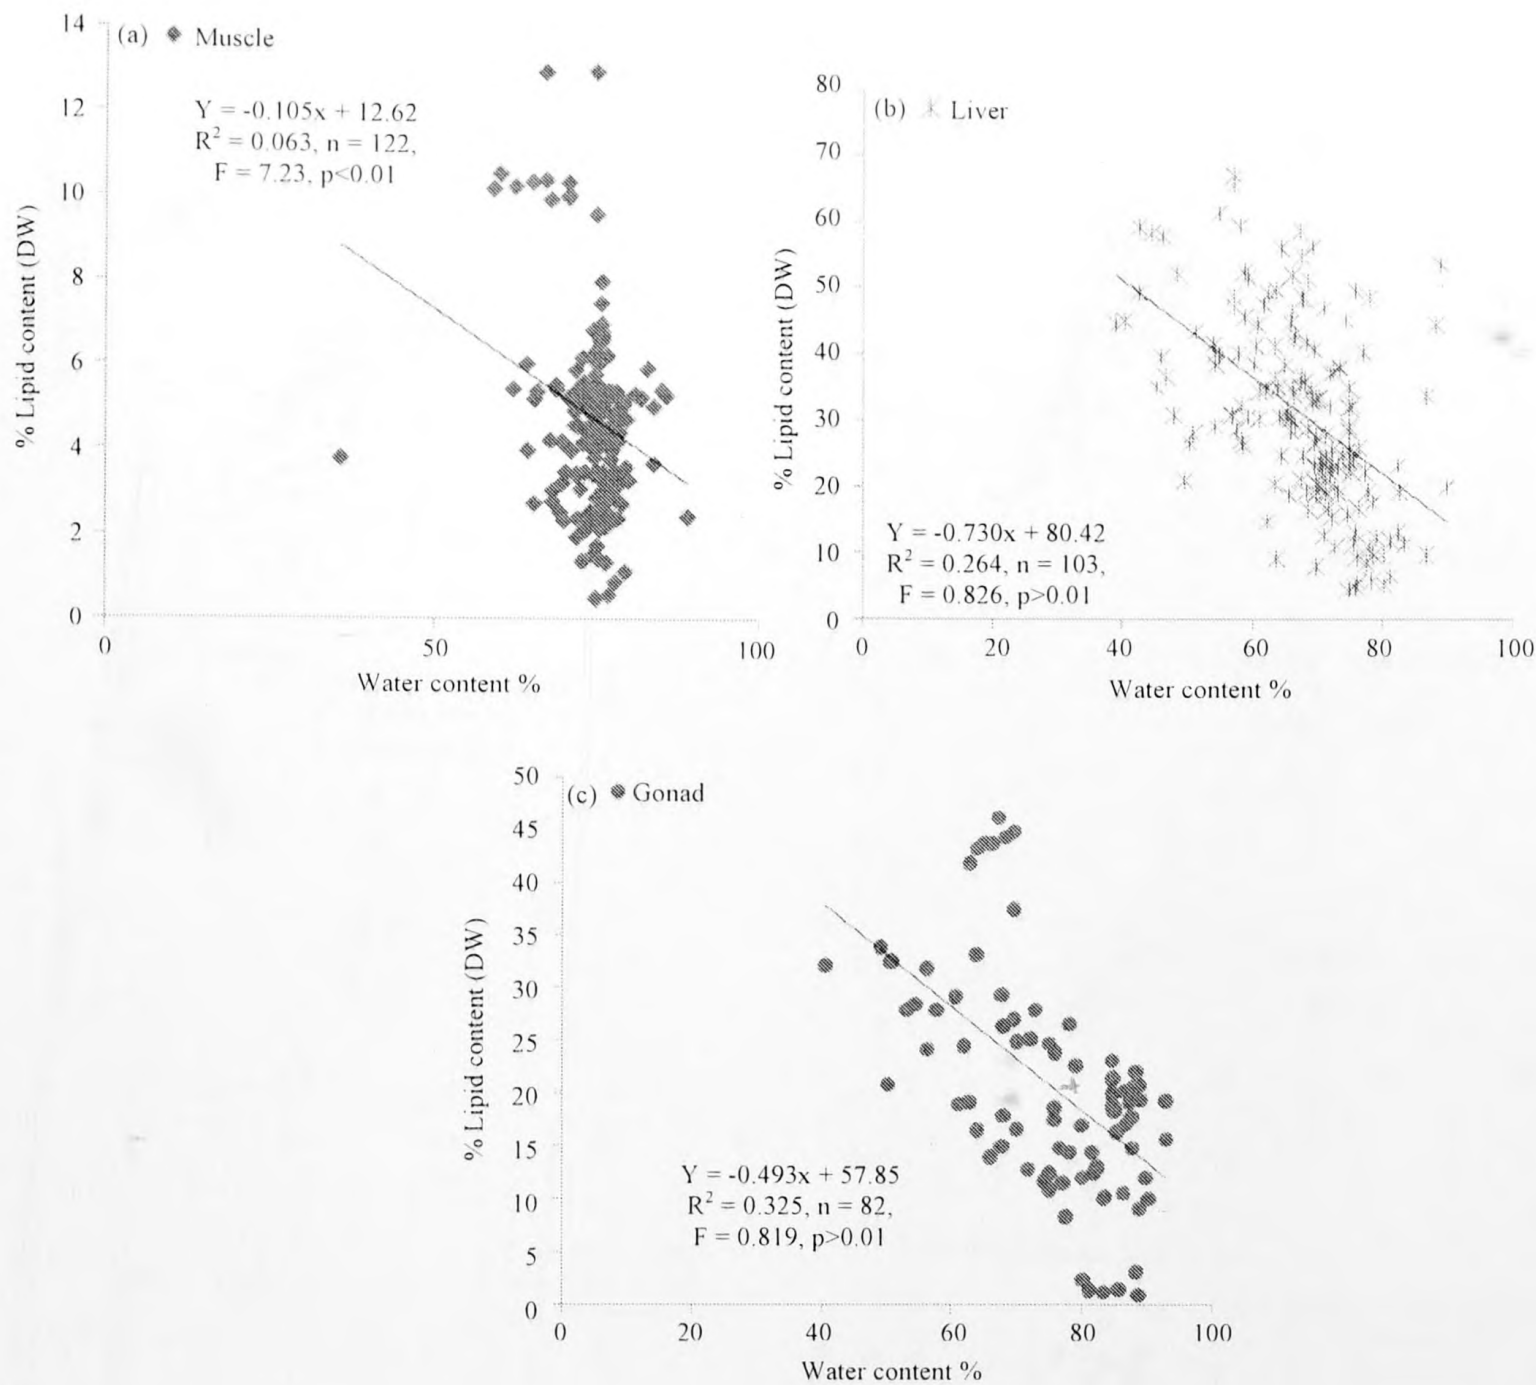 (a) Muscle
14
12
10
8
6
4
2
0
% Lipid content (DW)
Y = -0.105x + 12.62
R² = 0.063, n = 122,
F = 7.23, p<0.01
0 50 100
Water content %
(b) Liver
80
70
60
50
40
30
20
10
0
% Lipid content (DW)
Y = -0.730x + 80.42
R² = 0.264, n = 103,
F = 0.826, p>0.01
0 20 40 60 80 100
Water content %
(c) Gonad
50
45
40
35
30
25
20
15
10
5
0
% Lipid content (DW)
Y = -0.493x + 57.85
R² = 0.325, n = 82,
F = 0.819, p>0.01
0 20 40 60 80 100
Water content %